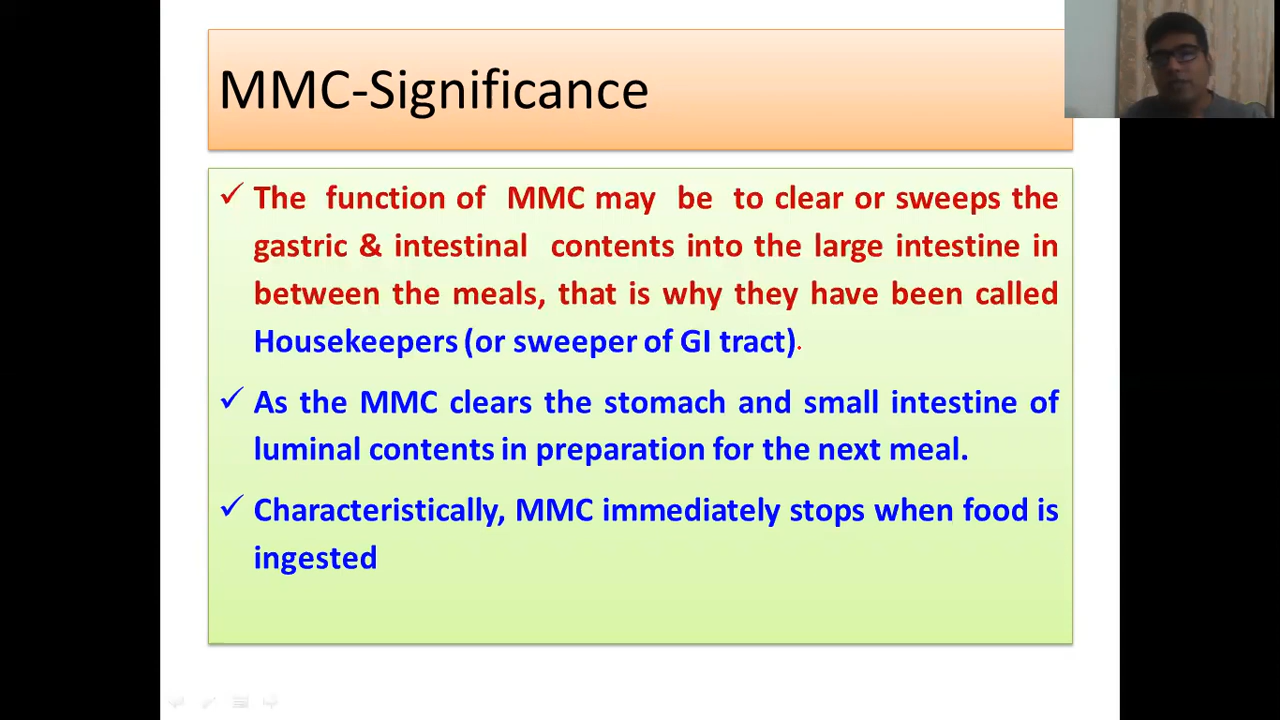 MMC-Significance
✓ The function of MMC may be to clear or sweeps the
gastric & intestinal contents into the large intestine in
between the meals, that is why they have been called
Housekeepers (or sweeper of GI tract).
✓ As the MMC clears the stomach and small intestine of
luminal contents in preparation for the next meal.
✓ Characteristically, MMC immediately stops when food is
ingested